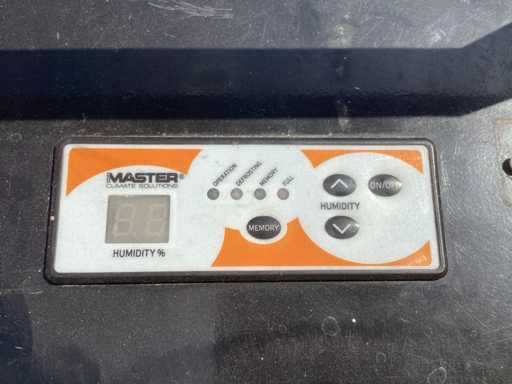 MASTER®
CLIMATE SOLUTIONS
HUMIDITY %
OPERATION
DEFROSTING
MEMORY
FULL
MEMORY
HUMIDITY
ON/OFF